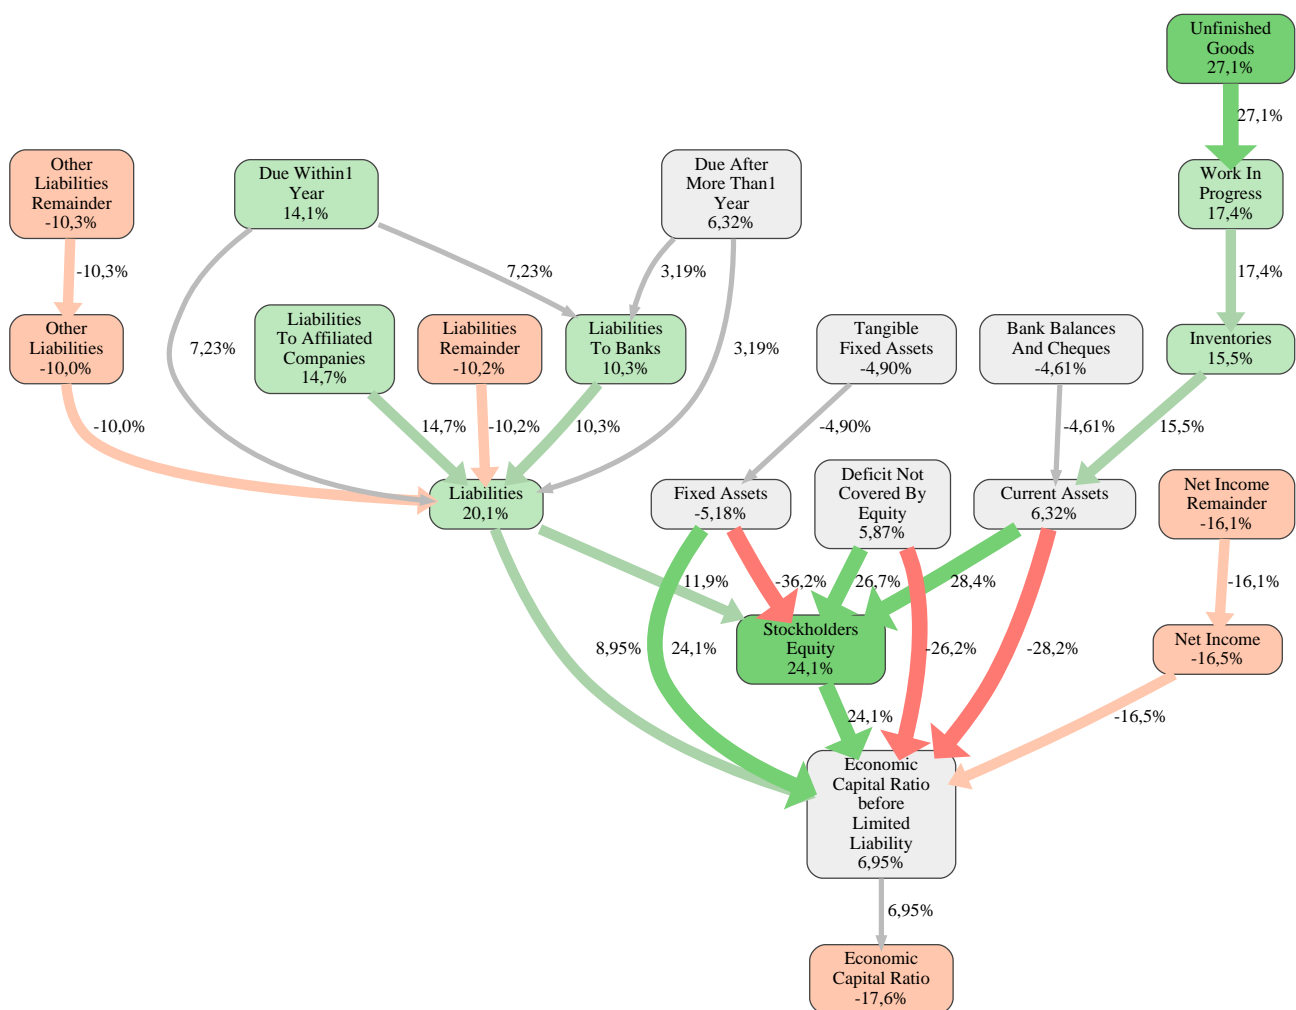 Unfinished
Goods
27,1%
27,1%
Other
Liabilities
Remainder
-10,3%
Due Within1
Year
14,1%
Due After
More Than1
Year
6,32%
Work In
Progress
17,4%
-10,3%
7,23%
3,19%
17,4%
Other
Liabilities
-10,0%
7,23%
Liabilities
To Affiliated
Companies
14,7%
Liabilities
Remainder
-10,2%
Liabilities
To Banks
10,3%
3,19%
Tangible
Fixed Assets
-4,90%
Bank Balances
And Cheques
-4,61%
Inventories
15,5%
-10,0%
14,7%
-10,2%
10,3%
-4,90%
-4,61%
15,5%
Liabilities
20,1%
Fixed Assets
-5,18%
Deficit Not
Covered By
Equity
5,87%
Current Assets
6,32%
Net Income
Remainder
-16,1%
11,9%
-36,2%
26,7%
28,4%
-16,1%
8,95%
24,1%
Stockholders
Equity
24,1%
-26,2%
-28,2%
Net Income
-16,5%
24,1%
-16,5%
Economic
Capital Ratio
before
Limited
Liability
6,95%
6,95%
Economic
Capital Ratio
-17,6%